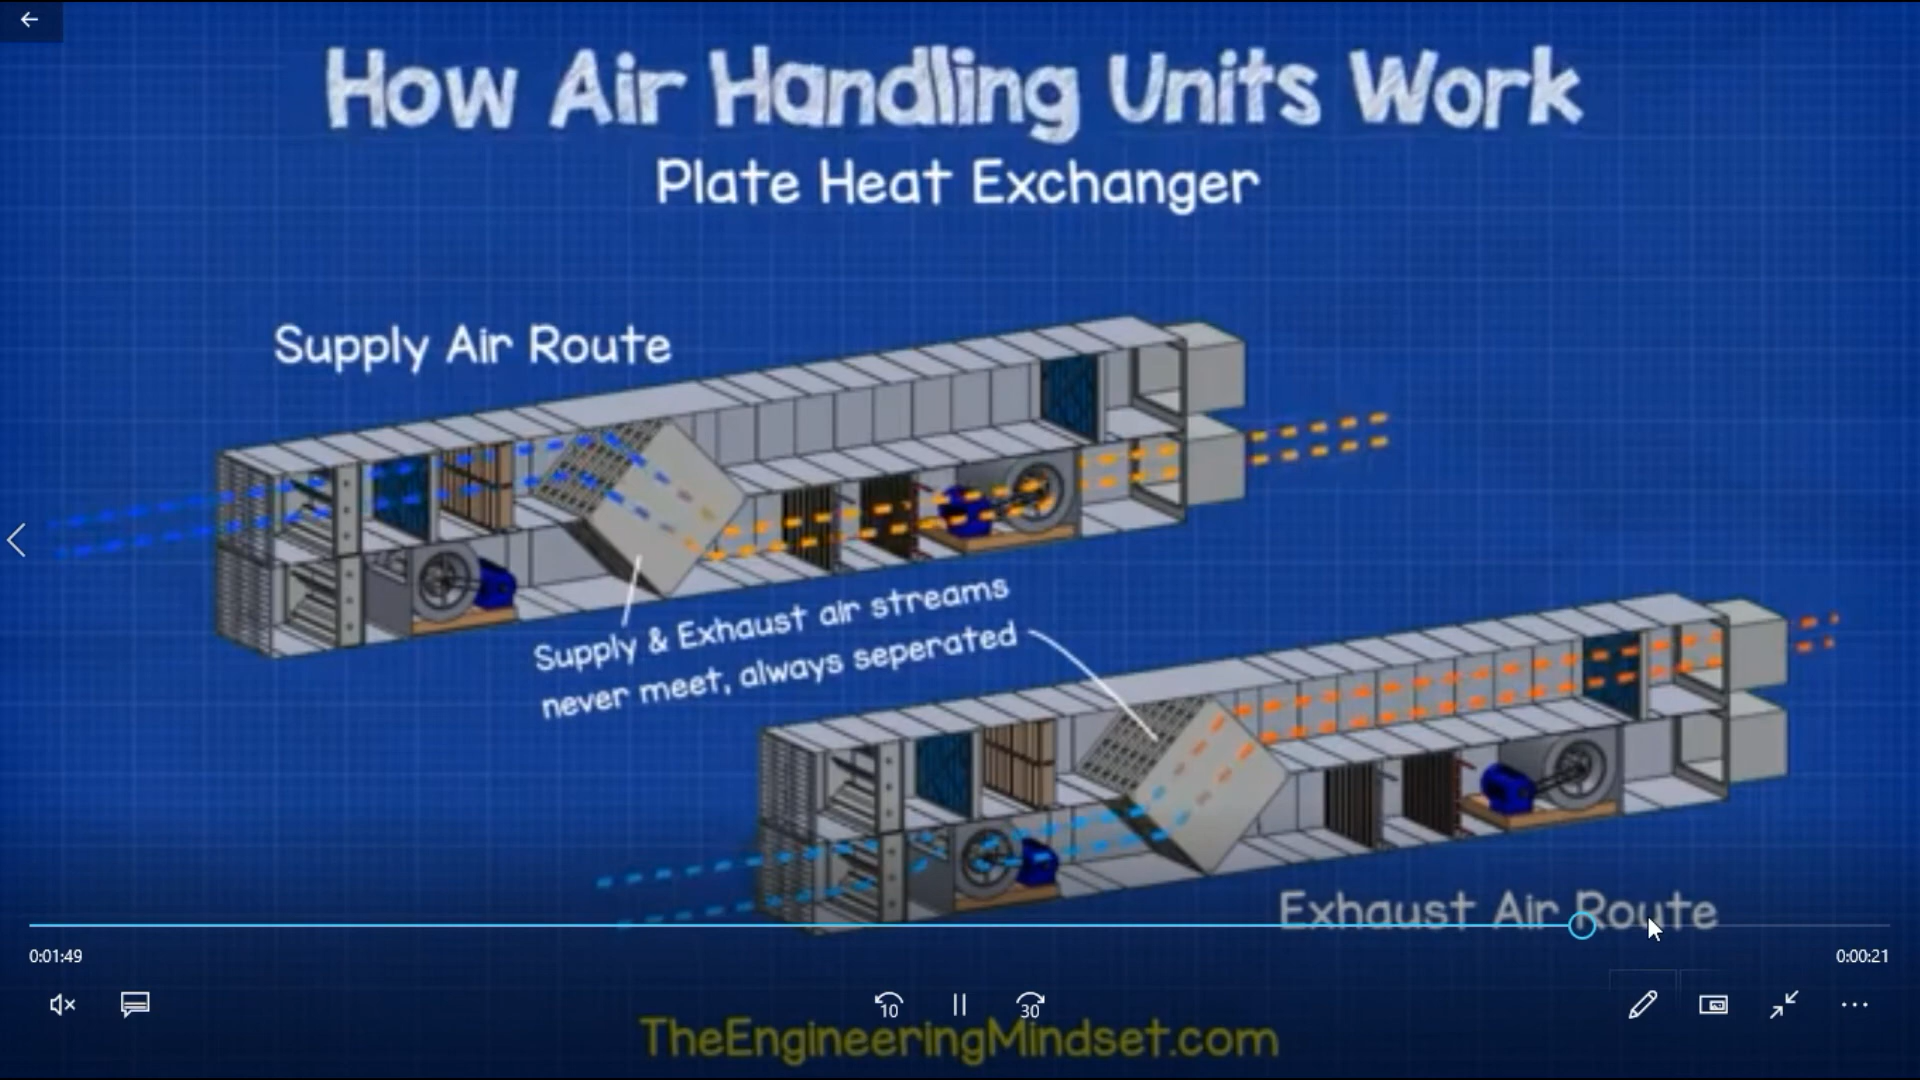 How Air Handling Units Work
Plate Heat Exchanger
Supply Air Route
Supply & Exhaust air streams
never meet, always seperated
Exhaust Air Route
0:01:49
0:00:21
10
30
TheEngineeringMindset.com